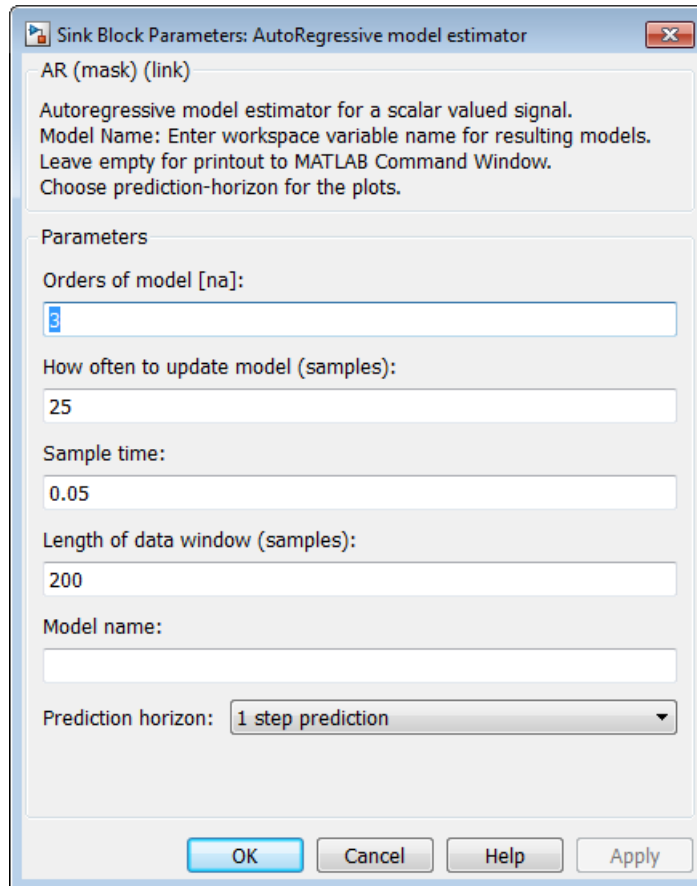 Sink Block Parameters: AutoRegressive model estimator
AR (mask) (link)
Autoregressive model estimator for a scalar valued signal.
Model Name: Enter workspace variable name for resulting models.
Leave empty for printout to MATLAB Command Window.
Choose prediction-horizon for the plots.
Parameters
Orders of model [na]:
3
How often to update model (samples):
25
Sample time:
0.05
Length of data window (samples):
200
Model name:
Prediction horizon: 1 step prediction
OK Cancel Help Apply